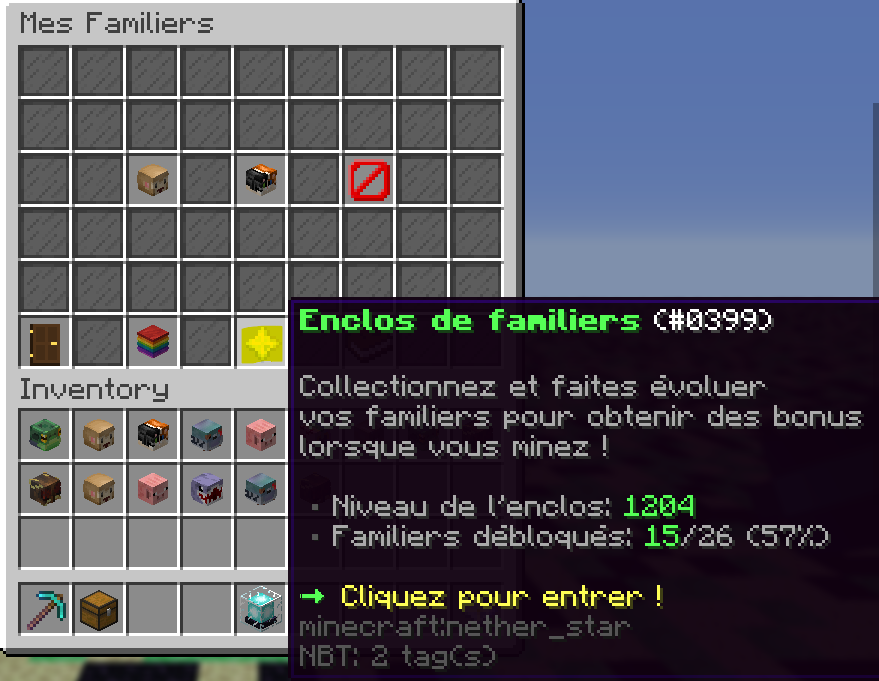 Mes Familiers
Enclos de familiers (#0399)
Collectionnez et faites évoluer
vos familiers pour obtenir des bonus
lorsque vous minez !
Inventory
▪ Niveau de l'enclos: 1204
▪ Familiers débloqués: 15/26 (57%)
→ Cliquez pour entrer !
minecraft:nether_star
NBT: 2 tag(s)